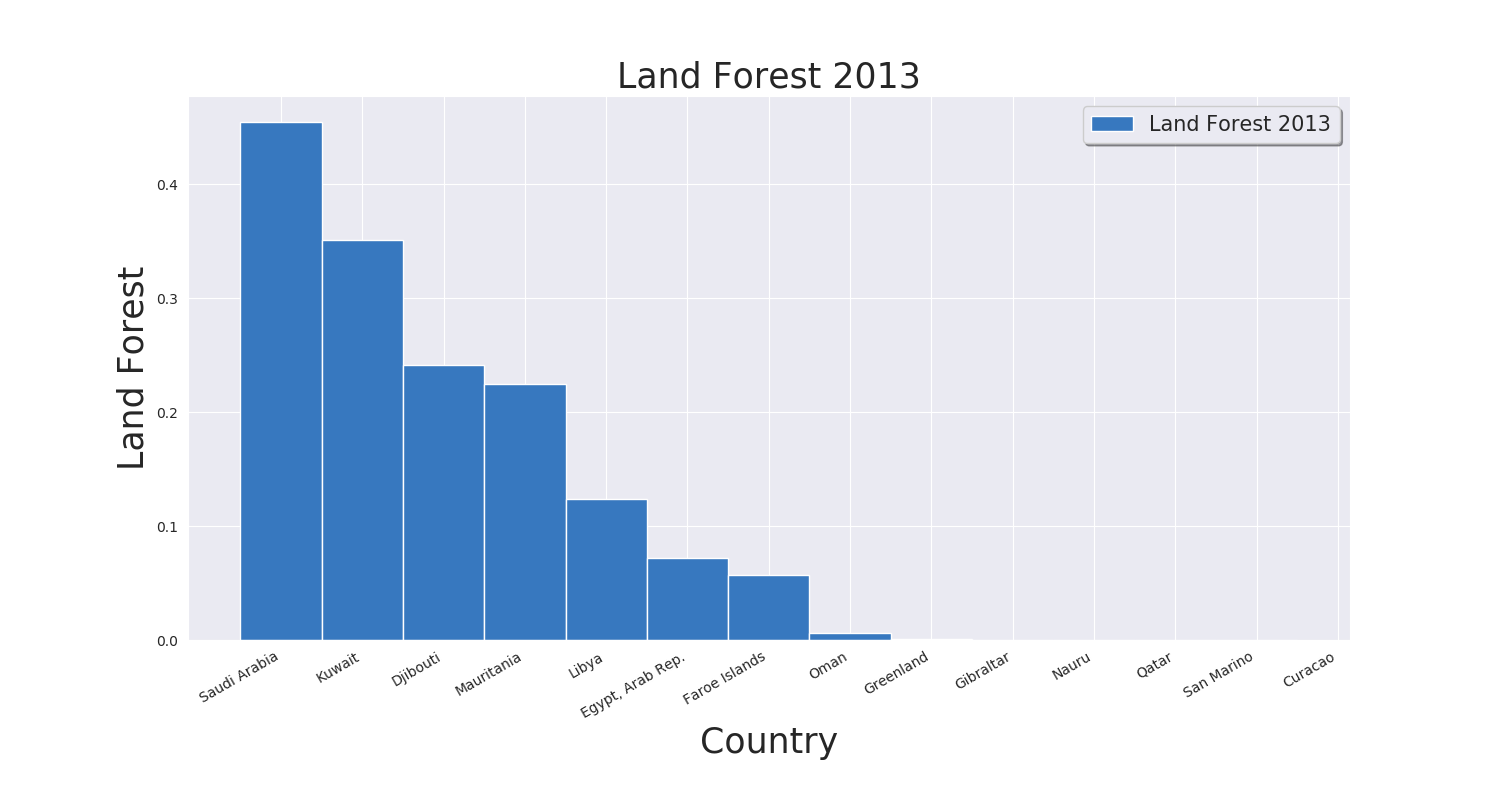 Land Forest 2013
Land Forest 2013
0.4
0.3
0.2
0.1
0.0
Land Forest
Saudi Arabia
Kuwait
Djibouti
Mauritania
Libya
Egypt, Arab Rep.
Faroe Islands
Oman
Greenland
Gibraltar
Nauru
Qatar
San Marino
Curacao
Country